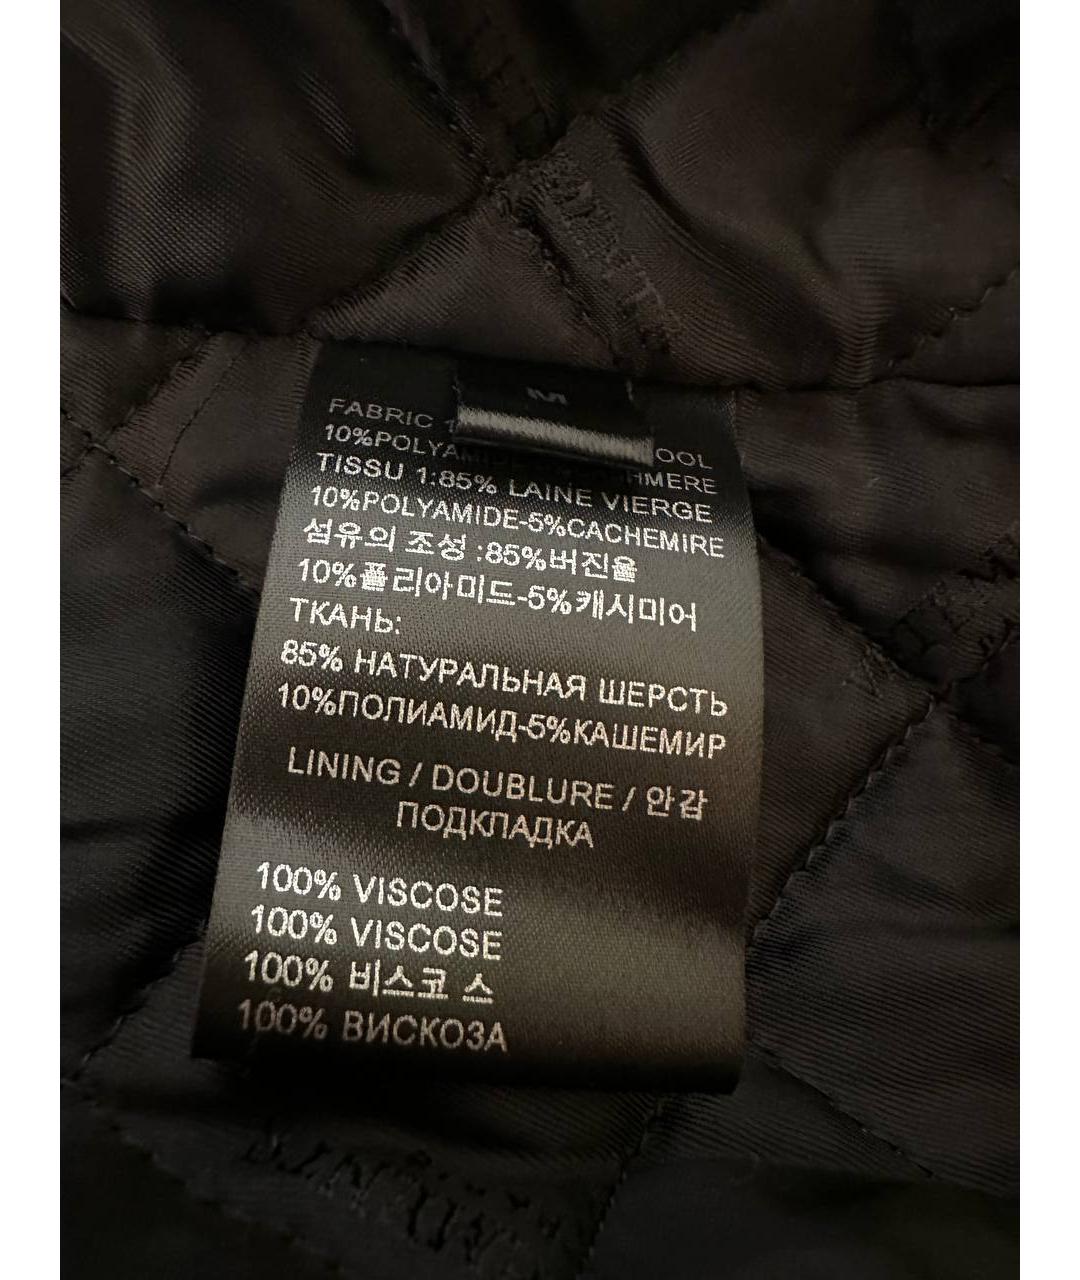 M
FABRIC
10%POLYAMIDE
TISSU 1:85% LAINE VIERGE
10%POLYAMIDE-5%CACHEMIRE
섬유의 조성 :85%버진울
10%폴리아미드-5%캐시미어
ТКАНЬ:
85% НАТУРАЛЬНАЯ ШЕРСТЬ
10%ПОЛИАМИД-5%КАШЕМИР
LINING / DOUBLURE / 안감
ПОДКЛАДКА
100% VISCOSE
100% VISCOSE
100% 비스코 스
100% ВИСКОЗА